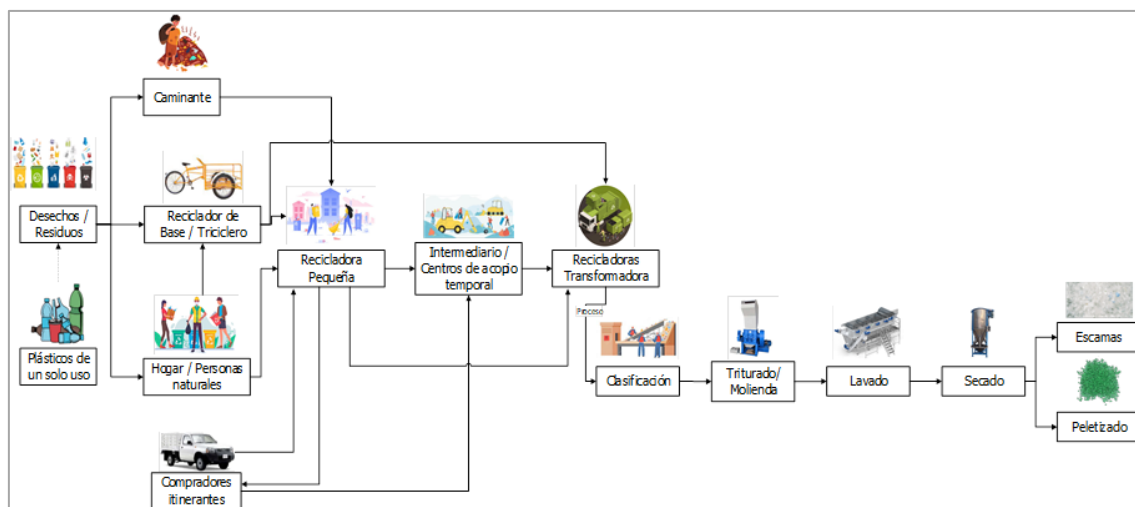 Caminante
Desechos /
Residuos
Reciclador de
Base / Triciclero
Recicladora
Pequeña
Intermediario /
Centros de acopio
temporal
Recicladoras
Transformadora
Proceso
Plásticos de
un solo uso
Hogar / Personas
naturales
Clasificación
Triturado/
Molienda
Lavado
Secado
Escamas
Peletizado
Compradores
itinerantes